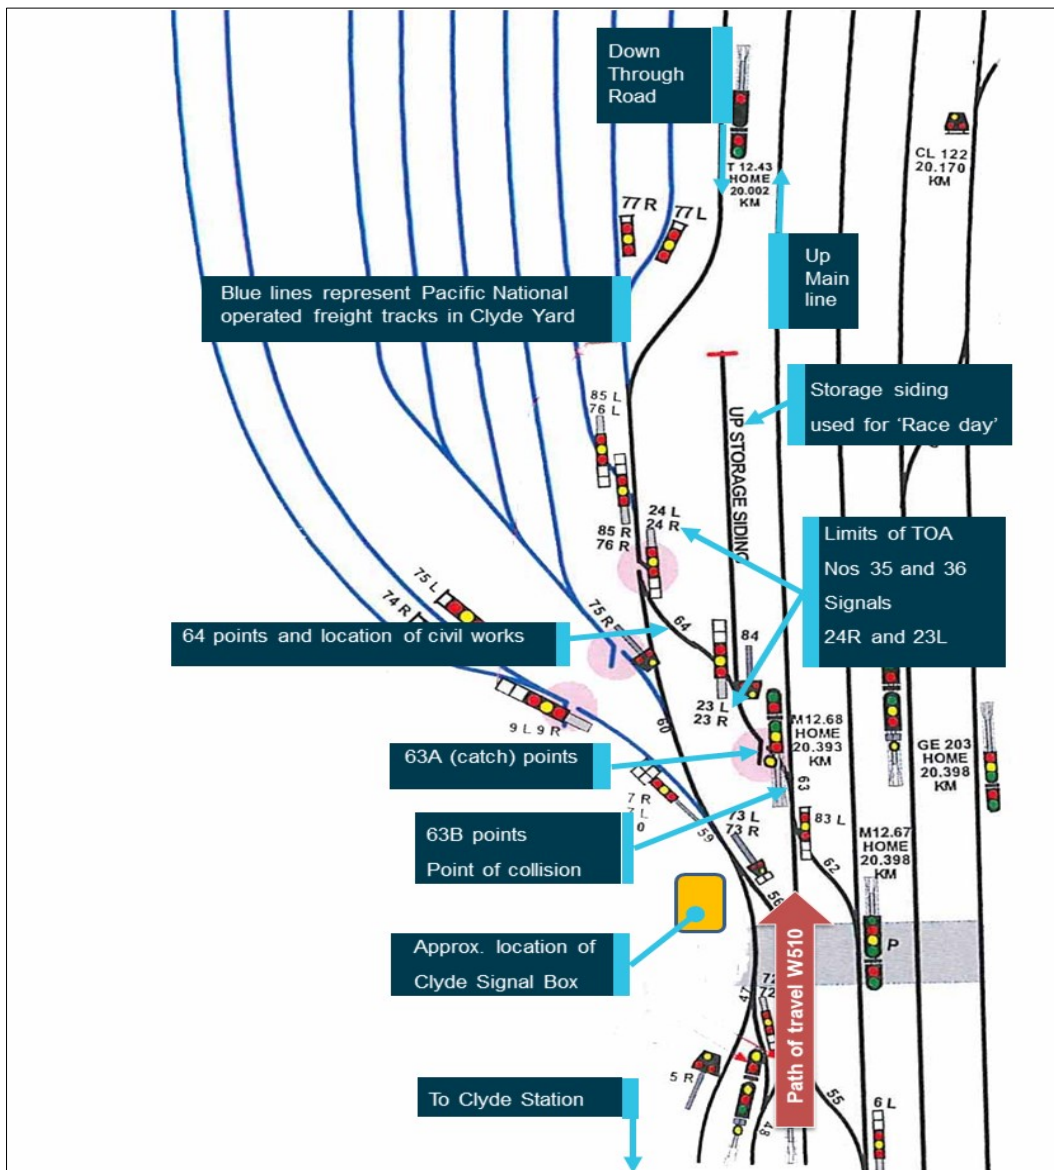 Down
Through
Road
T 12.43
HOME
20.002
KM
CL 122
20.170
KM
77 R
77 L
Up
Main
line
Blue lines represent Pacific National
operated freight tracks in Clyde Yard
Storage siding
used for ‘Race day’
85 L
76 L
UP STORAGE SIDING
85 R
76 R
24 L
24 R
Limits of TOA
Nos 35 and 36
Signals
24R and 23L
75 L
74 R
75 R
64 points and location of civil works
64
84
23 L
23 R
9 L 9 R
60
M12.68
HOME
20.393
KM
GE 203
HOME
20.398
KM
63A (catch) points
63
7 R
7 L
59
73 L
73 R
83 L
62
M12.67
HOME
20.398
KM
63B points
Point of collision
56
P
Approx. location of
Clyde Signal Box
47
72
72
Path of travel W510
5 R
To Clyde Station
48
55
6 L